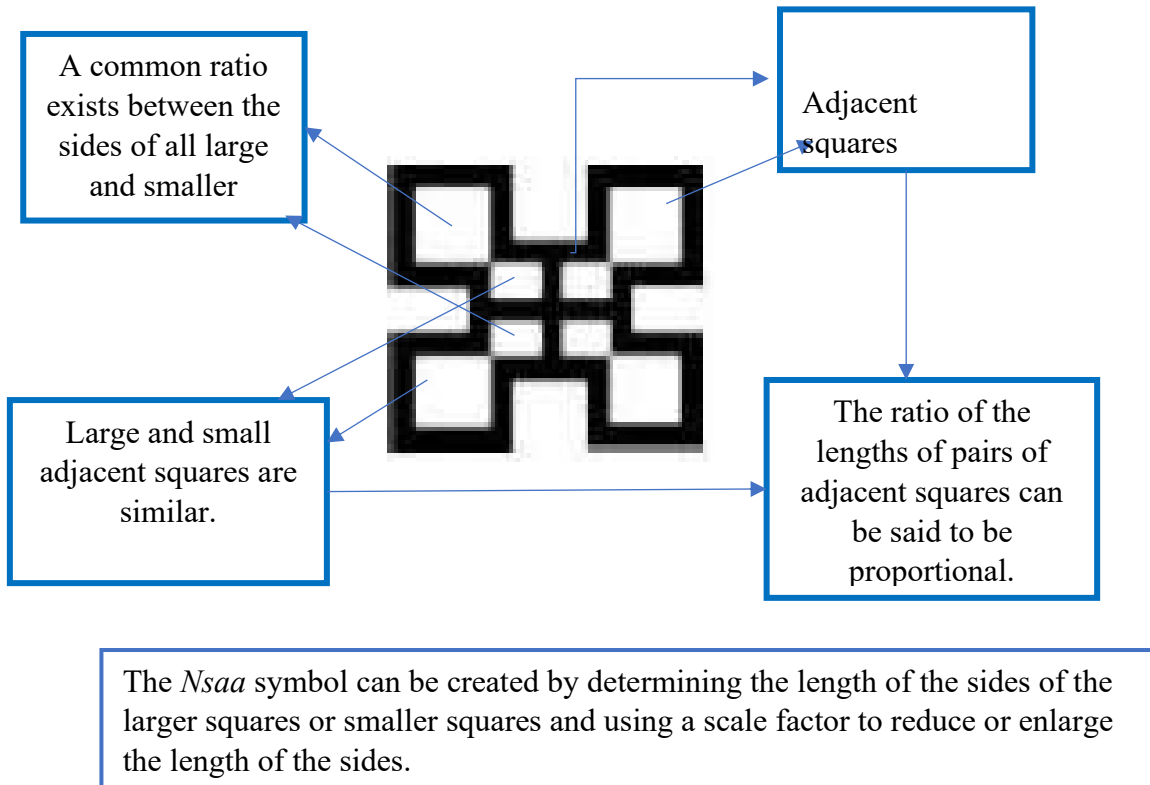 A common ratio
exists between the
sides of all large
and smaller
Adjacent
squares
Large and small
adjacent squares are
similar.
The ratio of the
lengths of pairs of
adjacent squares can
be said to be
proportional.
The Nsaa symbol can be created by determining the length of the sides of the
larger squares or smaller squares and using a scale factor to reduce or enlarge
the length of the sides.